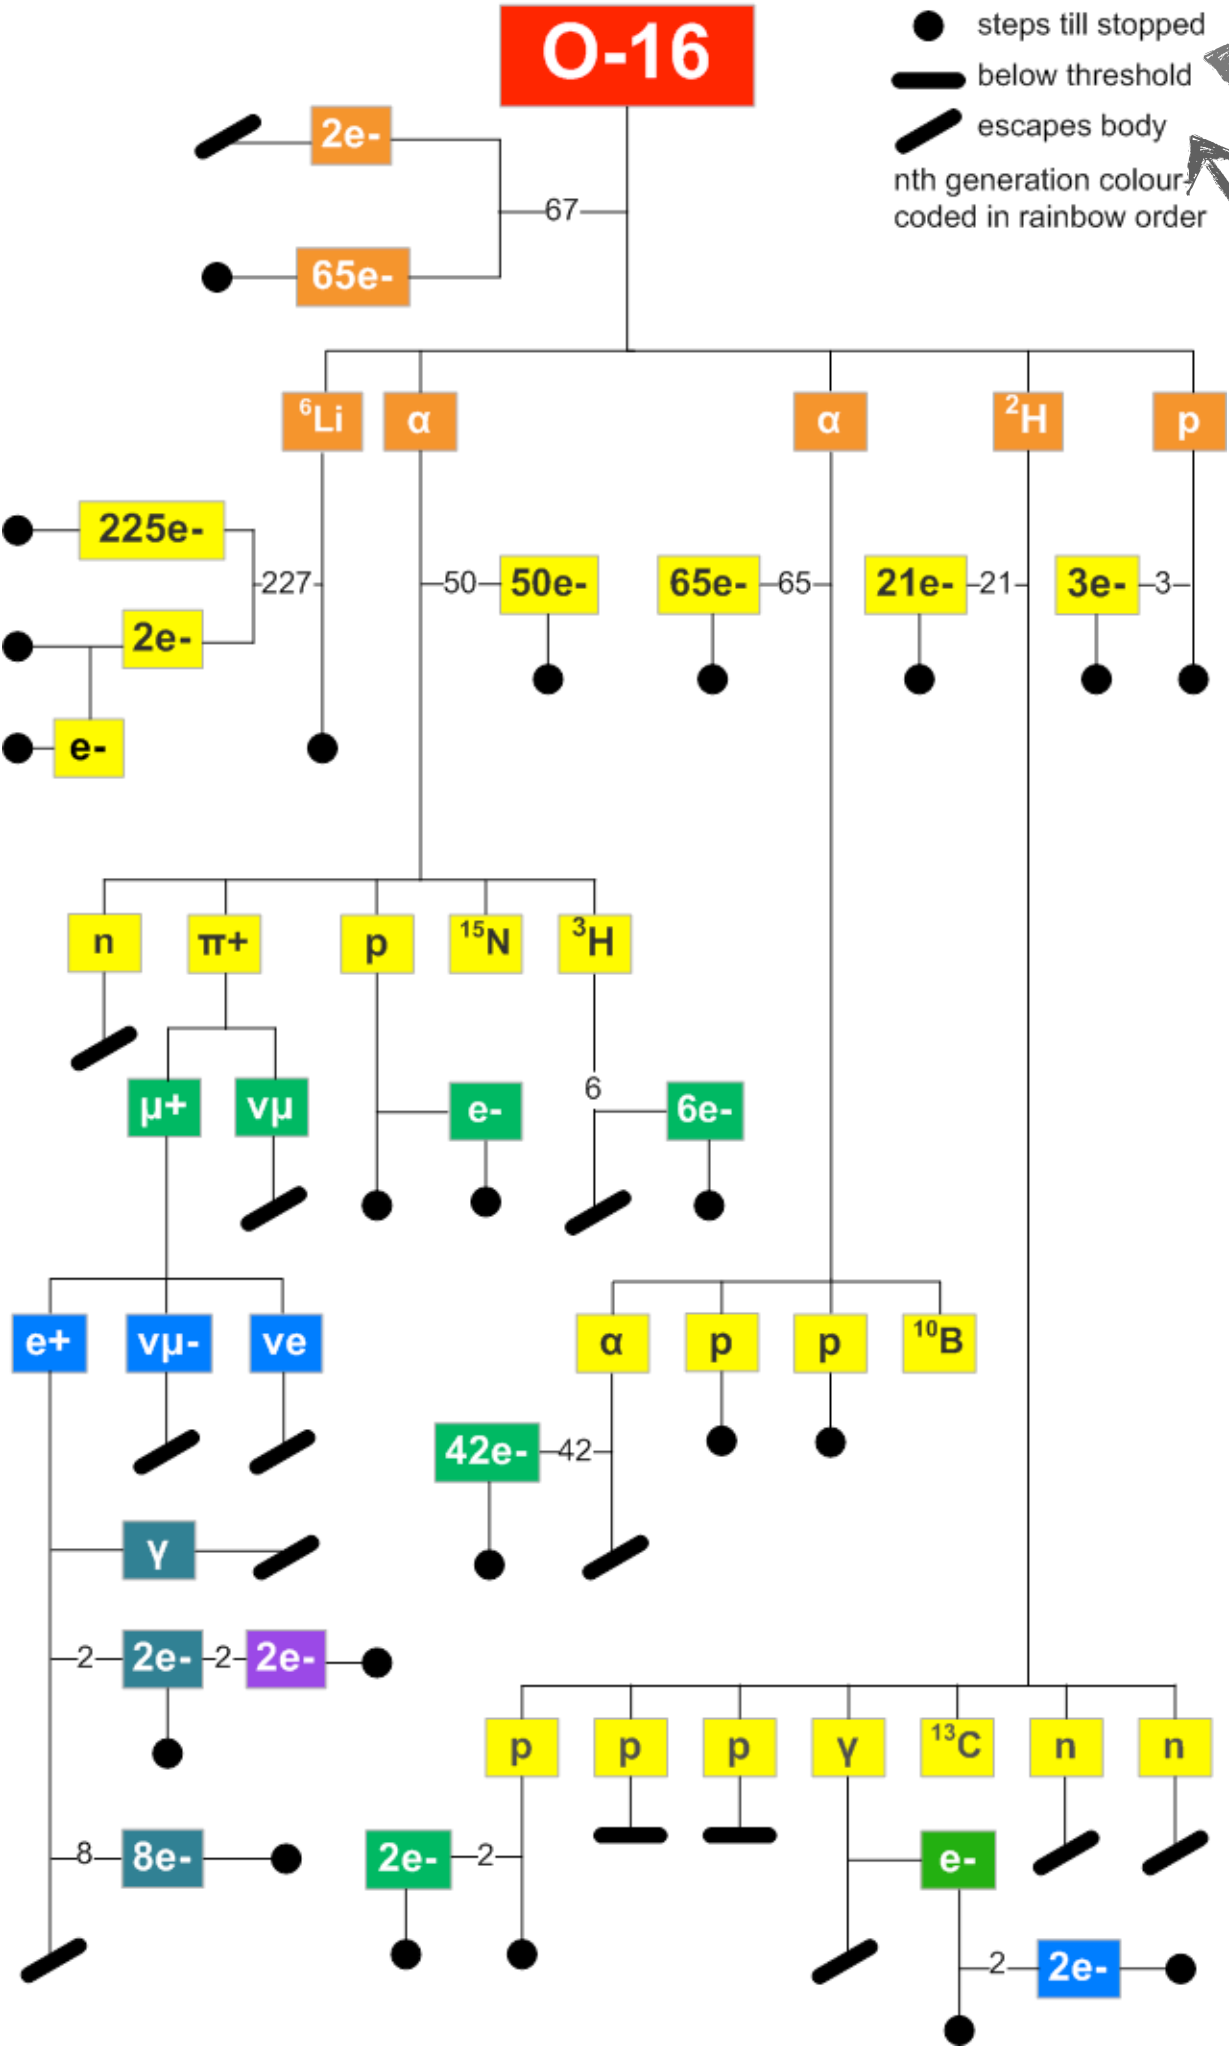 O-16
steps till stopped
below threshold
escapes body
nth generation colour-
coded in rainbow order
2e-
67
65e-
⁶Li
α
α
²H
p
225e-
227
2e-
e-
50
50e-
65e-
65
21e-
21
3e-
3
n
π+
p
¹⁵N
³H
μ+
νμ
e-
6
6e-
e+
νμ-
νe
α
p
p
¹⁰B
42e-
42
γ
2
2e-
2
2e-
8
8e-
p
p
p
γ
¹³C
n
n
2e-
2
e-
2
2e-